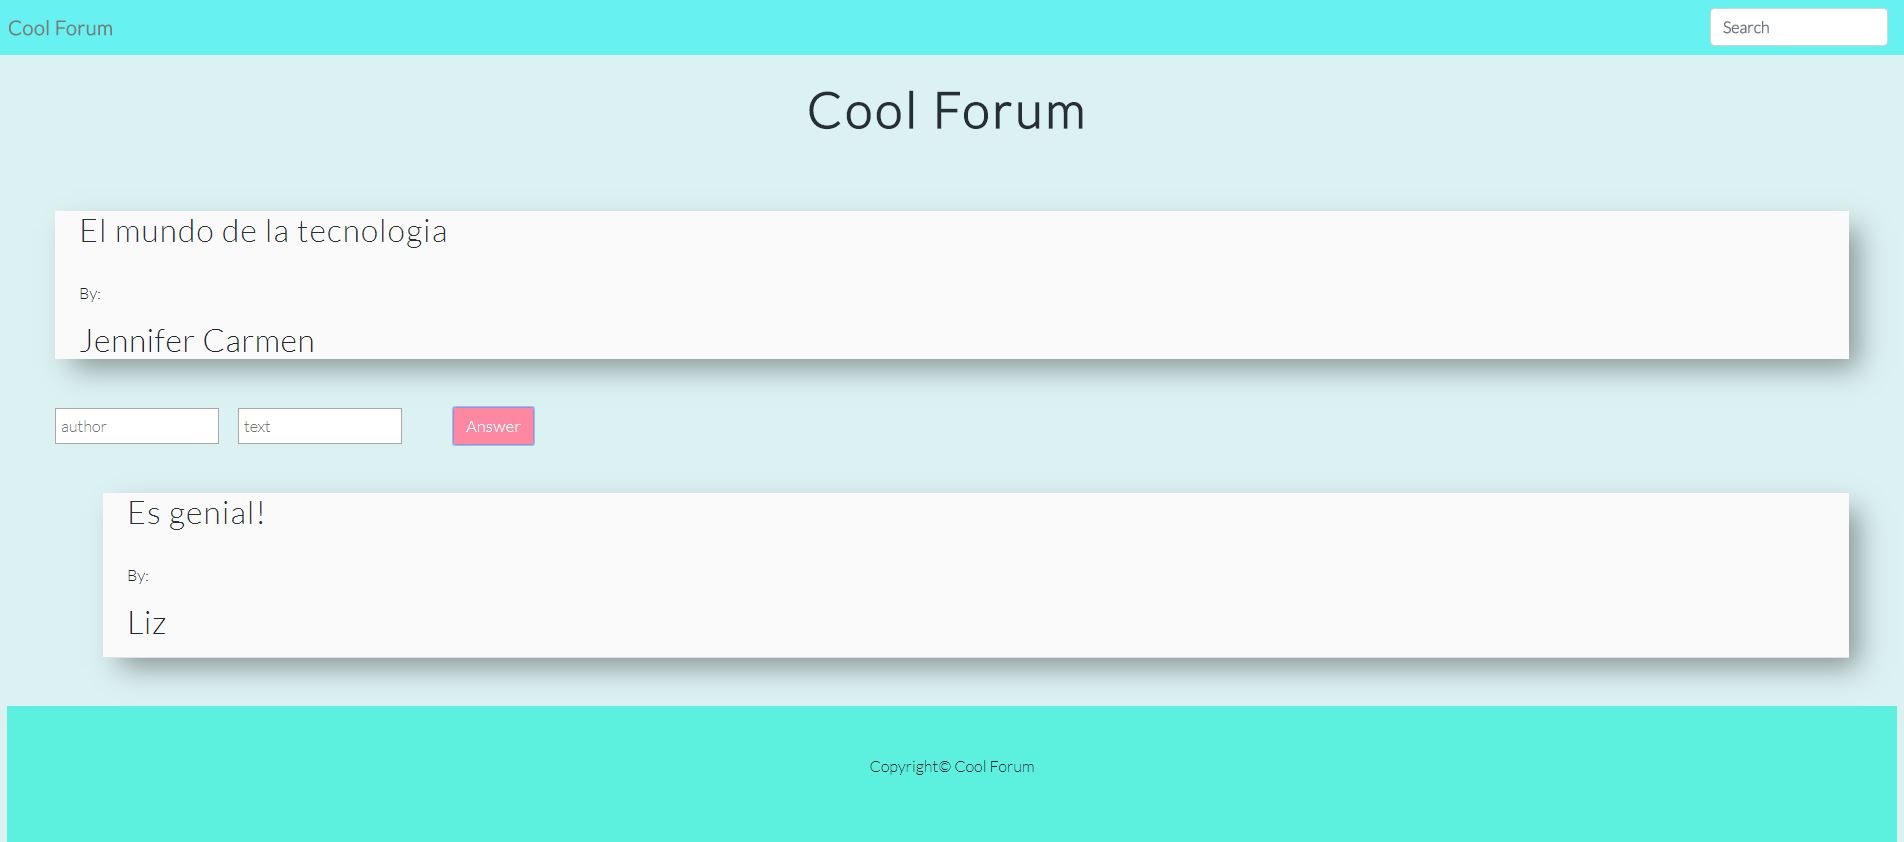 Cool Forum
Search
Cool Forum
El mundo de la tecnologia
By:
Jennifer Carmen
author
text
Answer
Es genial!
By:
Liz
Copyright© Cool Forum